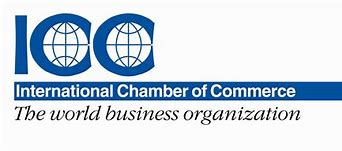 ICC
International Chamber of Commerce
The world business organization